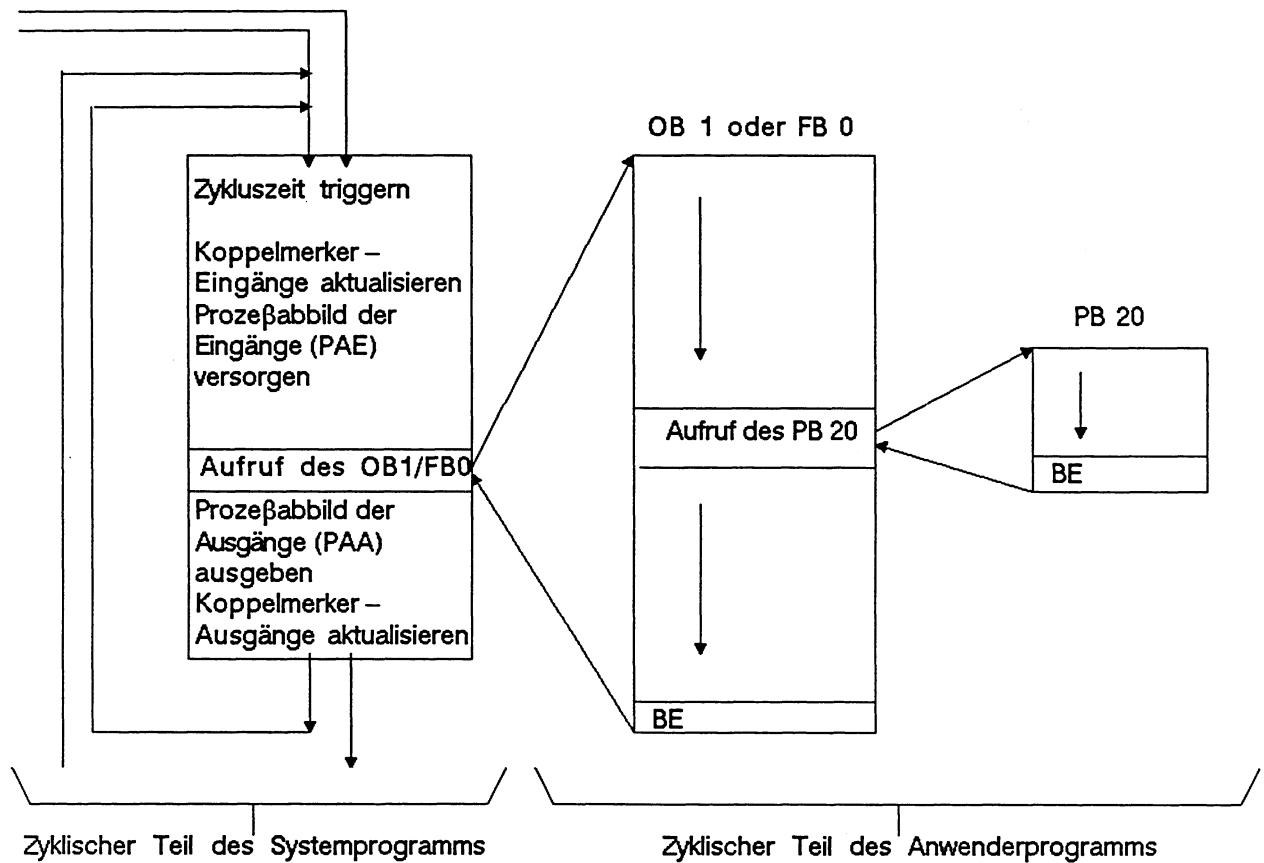 OB 1 oder FB 0
Zykluszeit triggern
Koppelmerker –
Eingänge aktualisieren
Prozeβabbild der
Eingänge (PAE)
versorgen
PB 20
Aufruf des PB 20
Aufruf des OB1/FB0
BE
Prozeβabbild der
Ausgänge (PAA)
ausgeben
Koppelmerker –
Ausgänge aktualisieren
BE
Zyklischer Teil des Systemprogramms
Zyklischer Teil des Anwenderprogramms